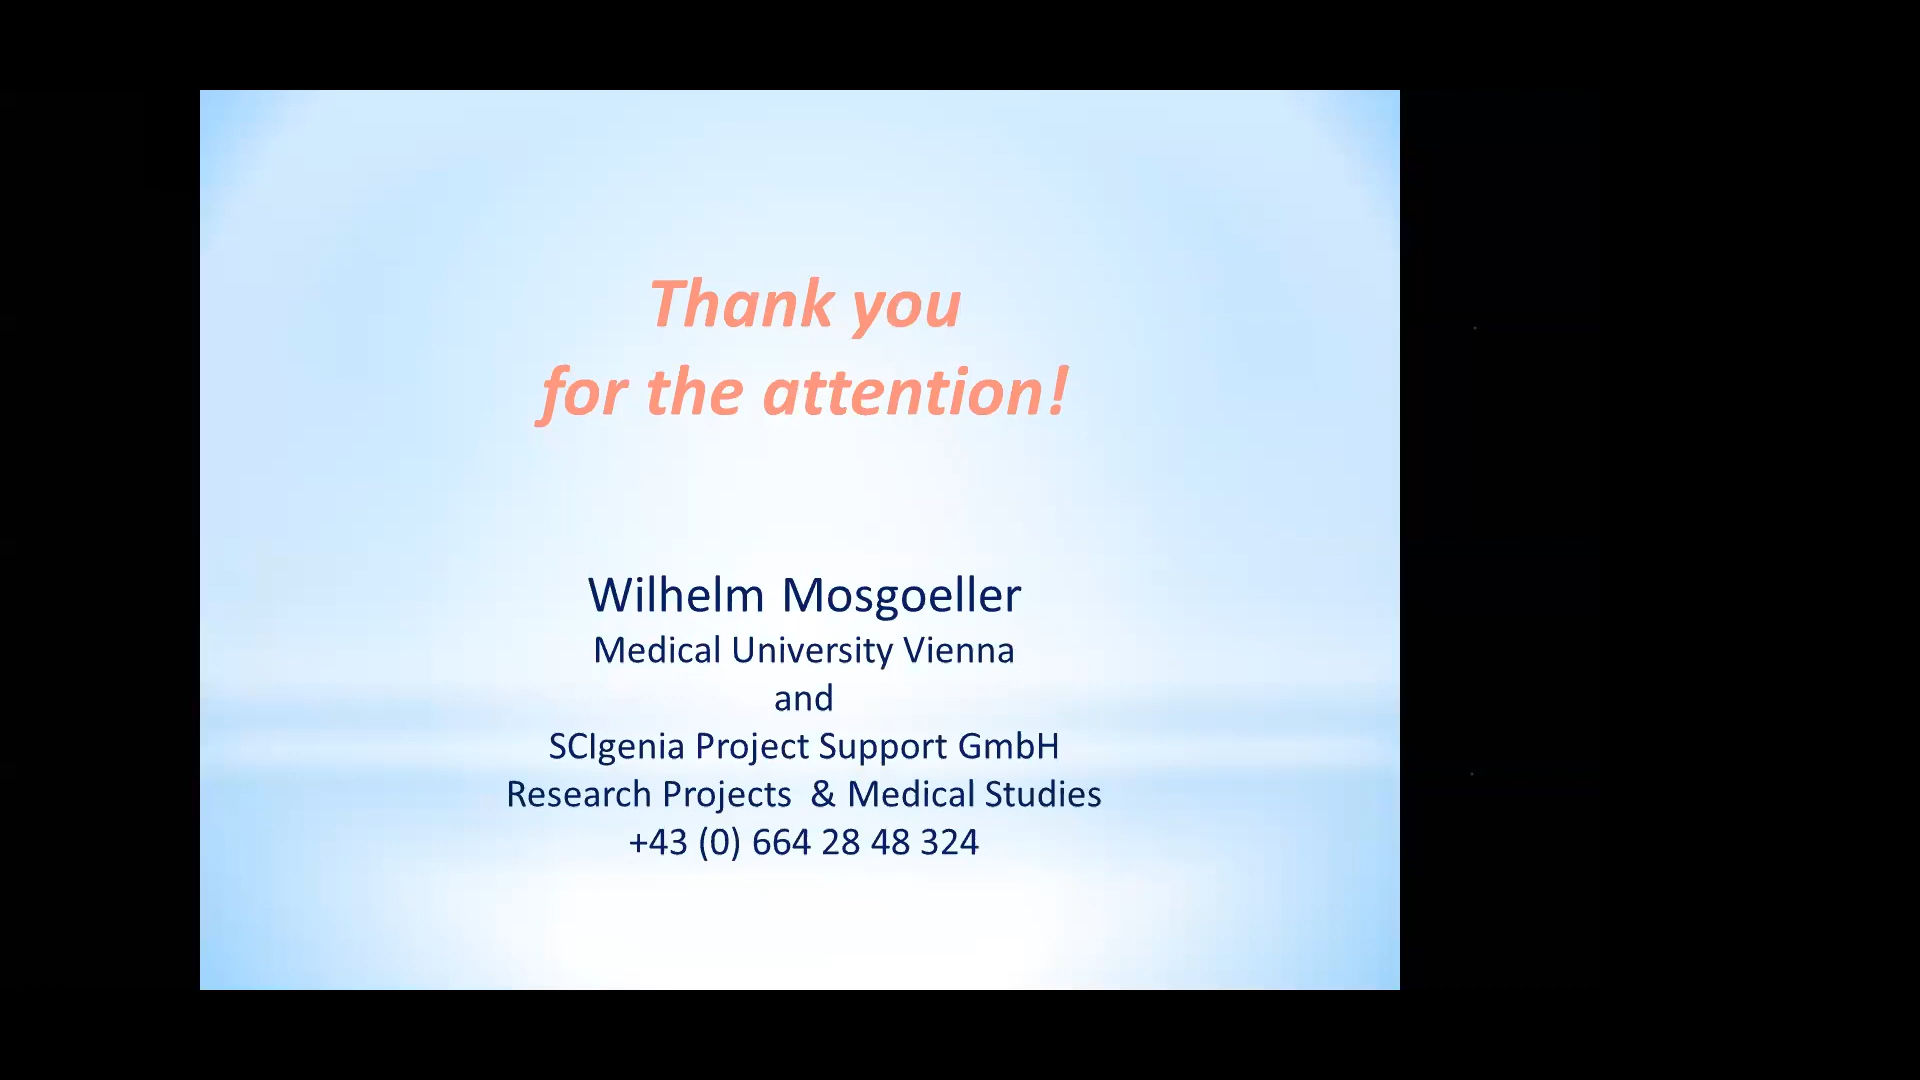 Thank you
for the attention!
Wilhelm Mosgoeller
Medical University Vienna
and
SCIgenia Project Support GmbH
Research Projects  & Medical Studies
+43 (0) 664 28 48 324